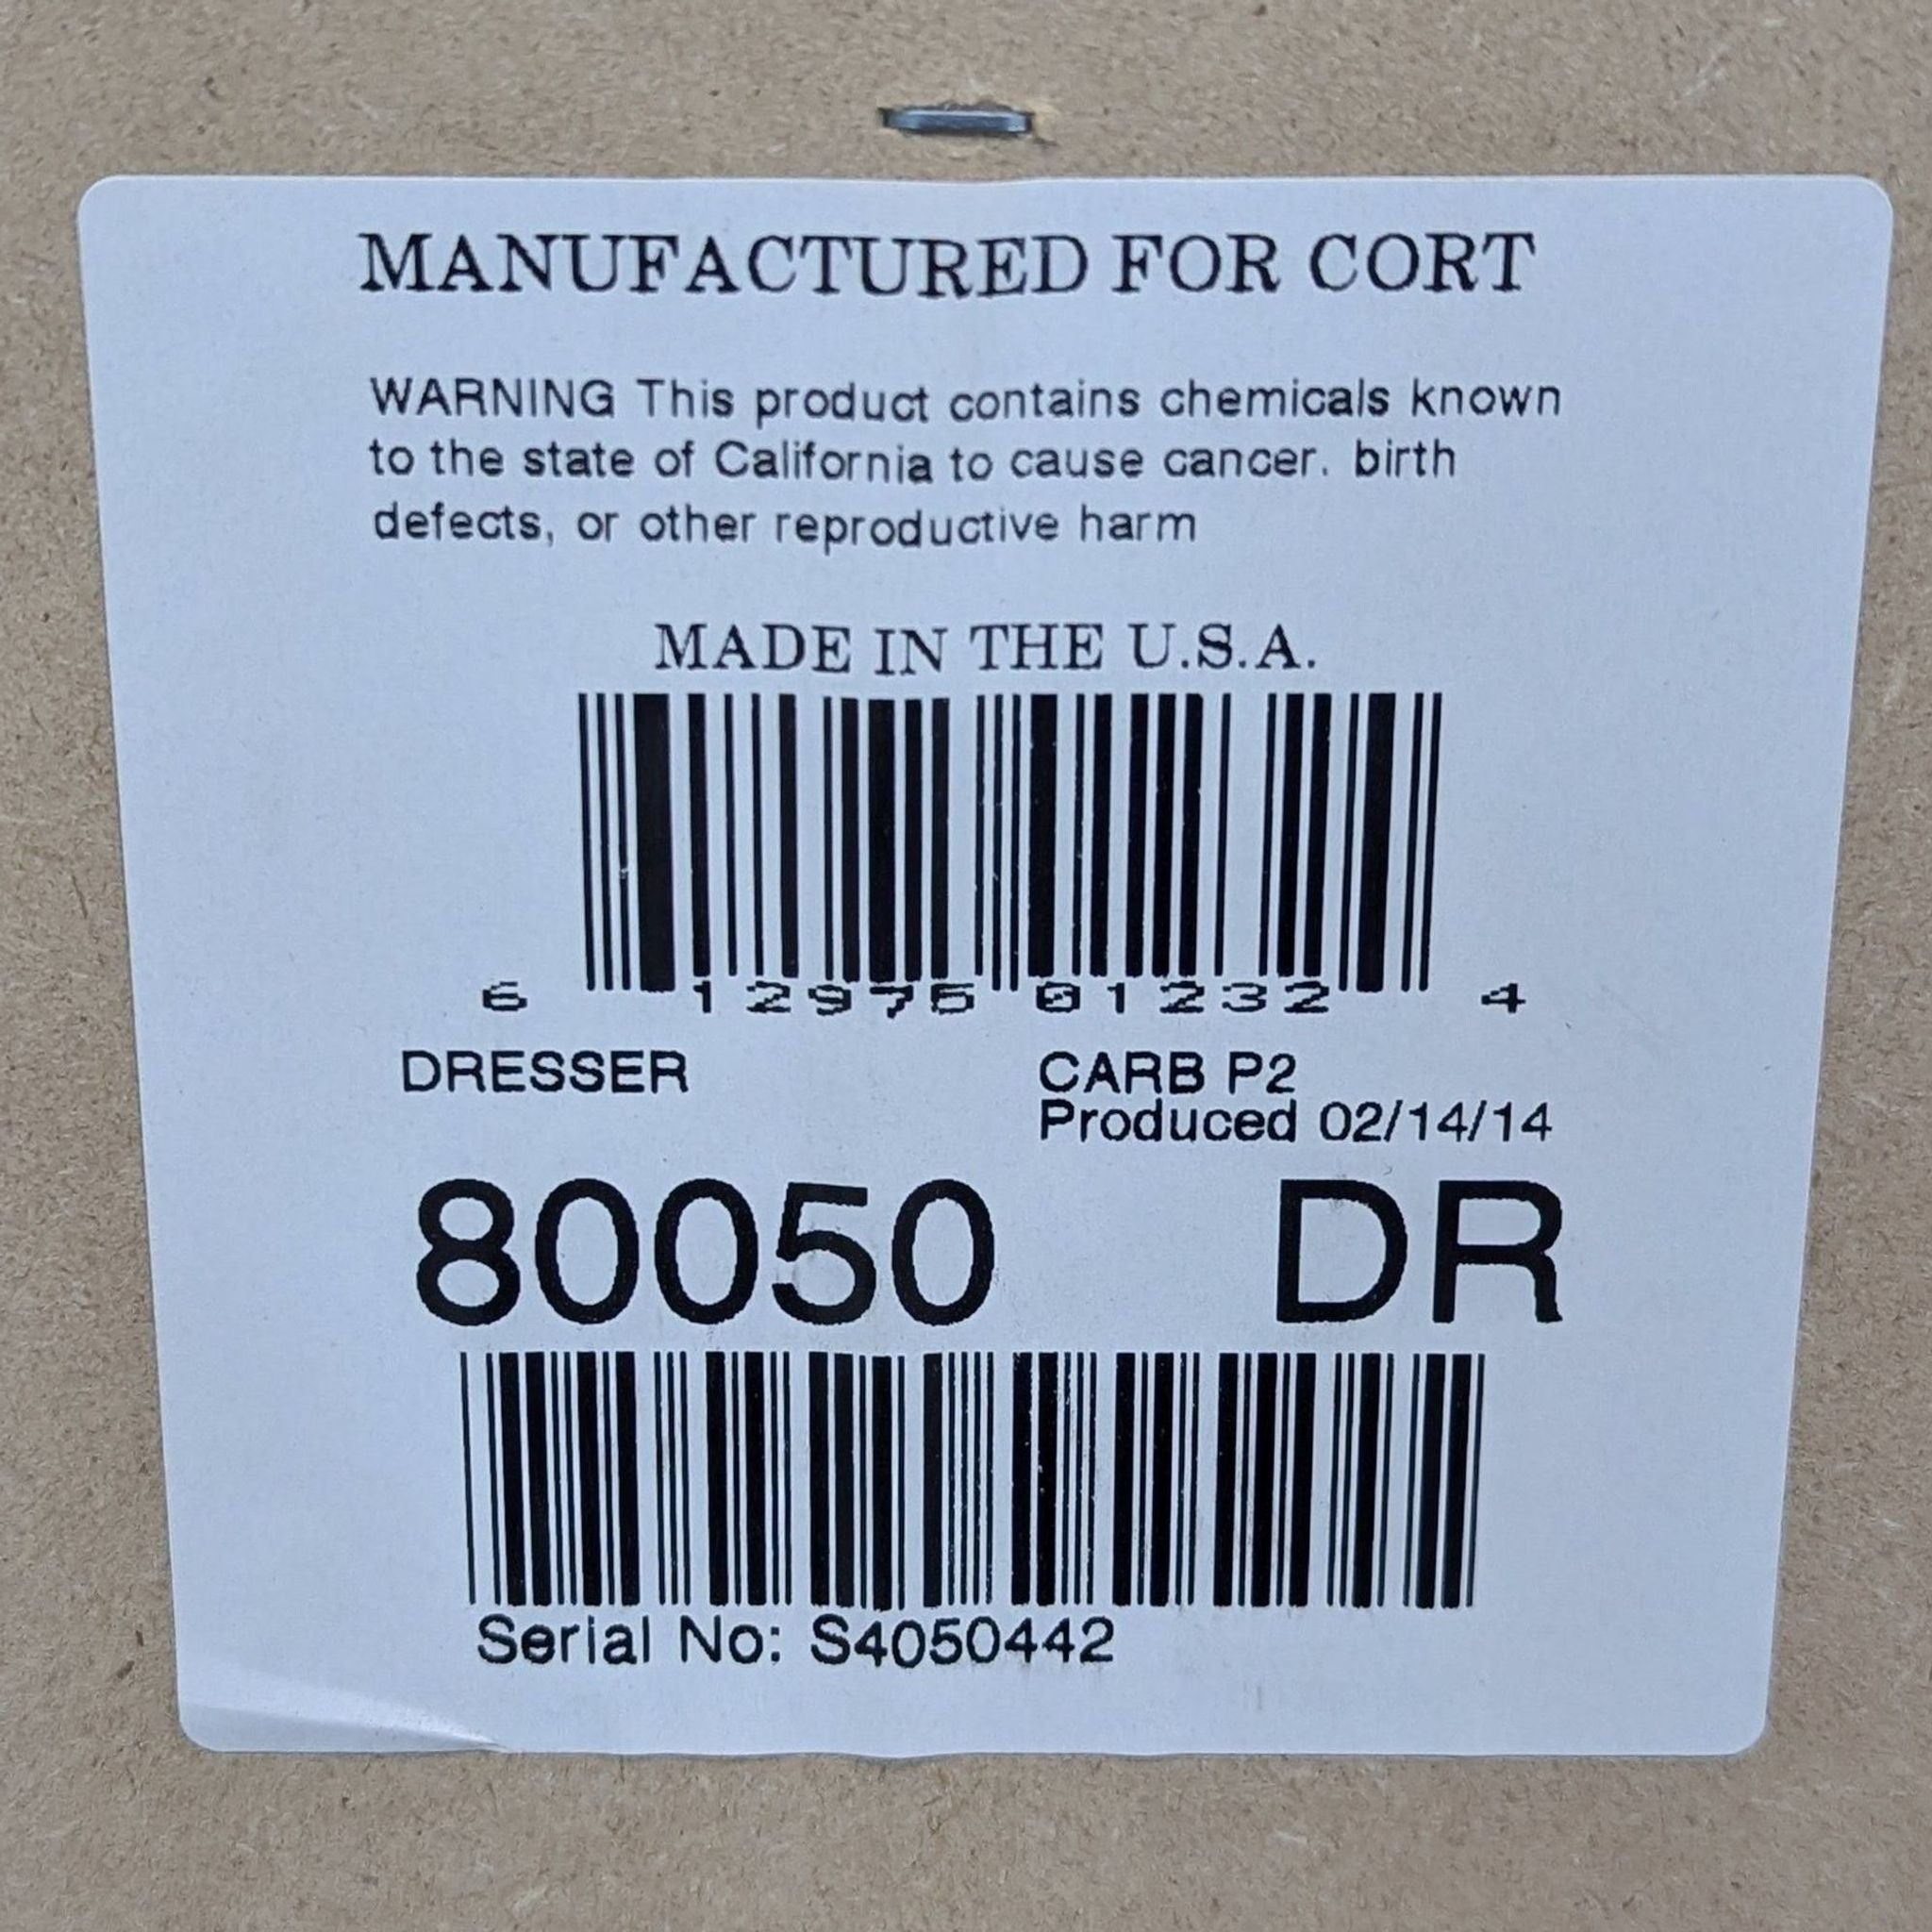 MANUFACTURED FOR CORT
WARNING This product contains chemicals known
to the state of California to cause cancer. birth
defects, or other reproductive harm
MADE IN THE U.S.A.
6 12975 01232 4
DRESSER CARB P2
Produced 02/14/14
80050 DR
Serial No: S4050442